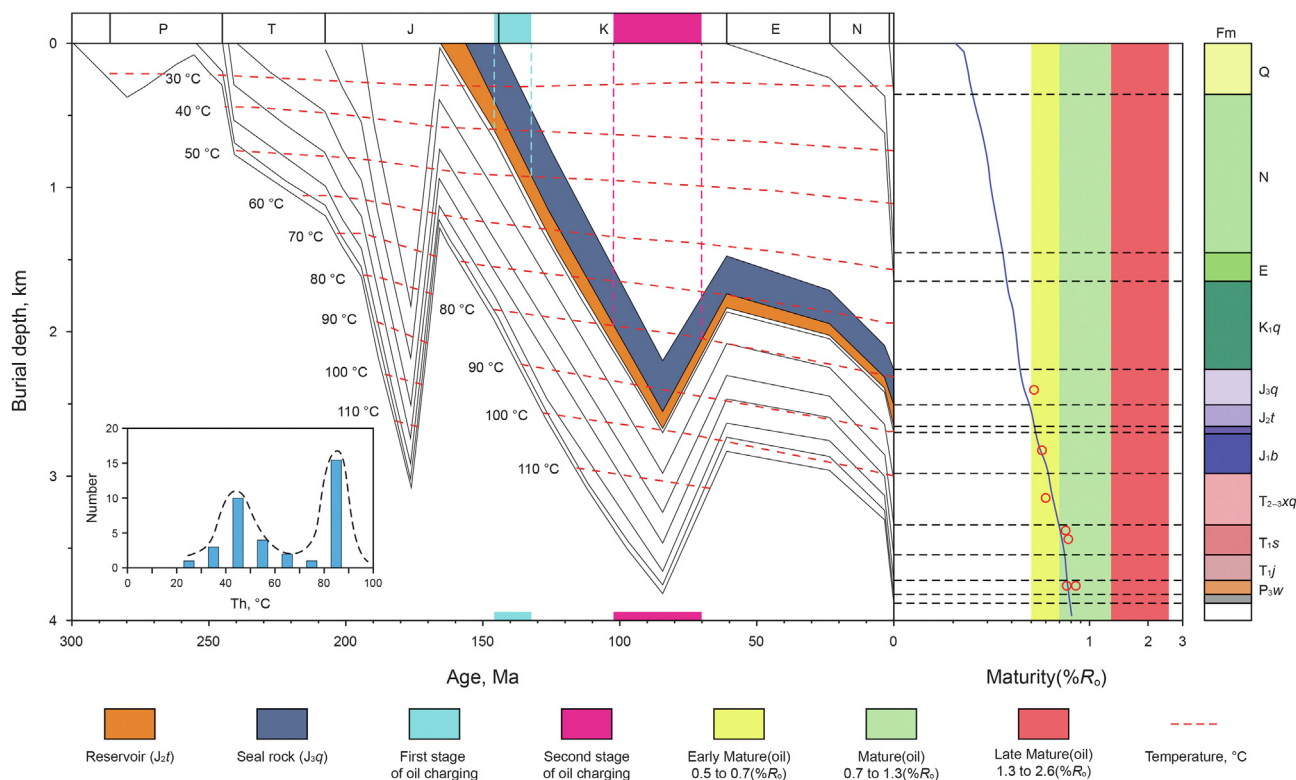 P T J K E N Fm
0
30 °C
40 °C
50 °C
60 °C
70 °C
80 °C
90 °C
100 °C
110 °C
80 °C
90 °C
100 °C
110 °C
1
2
3
4
Burial depth, km
300 250 200 150 100 50 0
Age, Ma
20
15
10
5
0
Number
0 20 40 60 80 100
Th, °C
1 2 3
Maturity(%Rₒ)
Q
N
E
K₁q
J₃q
J₂t
J₁b
T₂₋₃xq
T₁s
T₁j
P₃w
Reservoir (J₂t)
Seal rock (J₃q)
First stage
of oil charging
Second stage
of oil charging
Early Mature(oil)
0.5 to 0.7(%Rₒ)
Mature(oil)
0.7 to 1.3(%Rₒ)
Late Mature(oil)
1.3 to 2.6(%Rₒ)
Temperature, °C